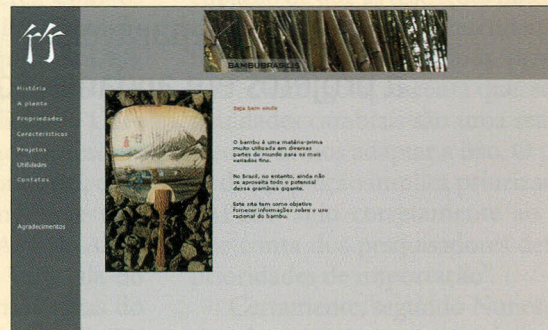 竹
BAMBUBRASILIS
História
A planta
Propriedades
Características
Projetos
Utilidades
Contatos
Agradecimentos
Seja bem vindo
O bambu é uma matéria-prima
muito utilizada em diversas
partes do mundo para os mais
variados fins.
No Brasil, no entanto, ainda não
se aproveita todo o potencial
dessa gramínea gigante.
Este site tem como objetivo
fornecer informações sobre o uso
racional do bambu.